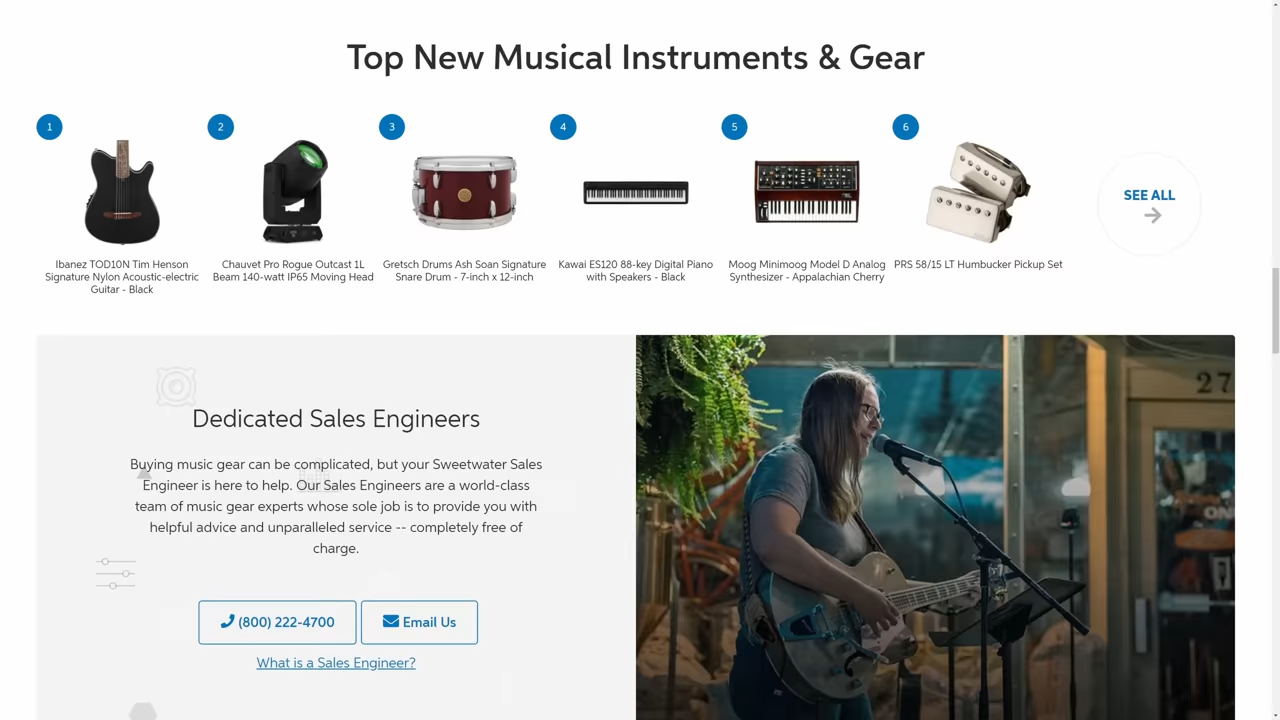 Top New Musical Instruments & Gear
1
2
3
4
5
6
Ibanez TOD10N Tim Henson
Signature Nylon Acoustic-electric
Guitar - Black
Chauvet Pro Rogue Outcast 1L
Beam 140-watt IP65 Moving Head
Gretsch Drums Ash Soan Signature
Snare Drum - 7-inch x 12-inch
Kawai ES120 88-key Digital Piano
with Speakers - Black
Moog Minimoog Model D Analog
Synthesizer - Appalachian Cherry
PRS 58/15 LT Humbucker Pickup Set
SEE ALL
Dedicated Sales Engineers
Buying music gear can be complicated, but your Sweetwater Sales
Engineer is here to help. Our Sales Engineers are a world-class
team of music gear experts whose sole job is to provide you with
helpful advice and unparalleled service -- completely free of
charge.
(800) 222-4700
Email Us
What is a Sales Engineer?
27
ON